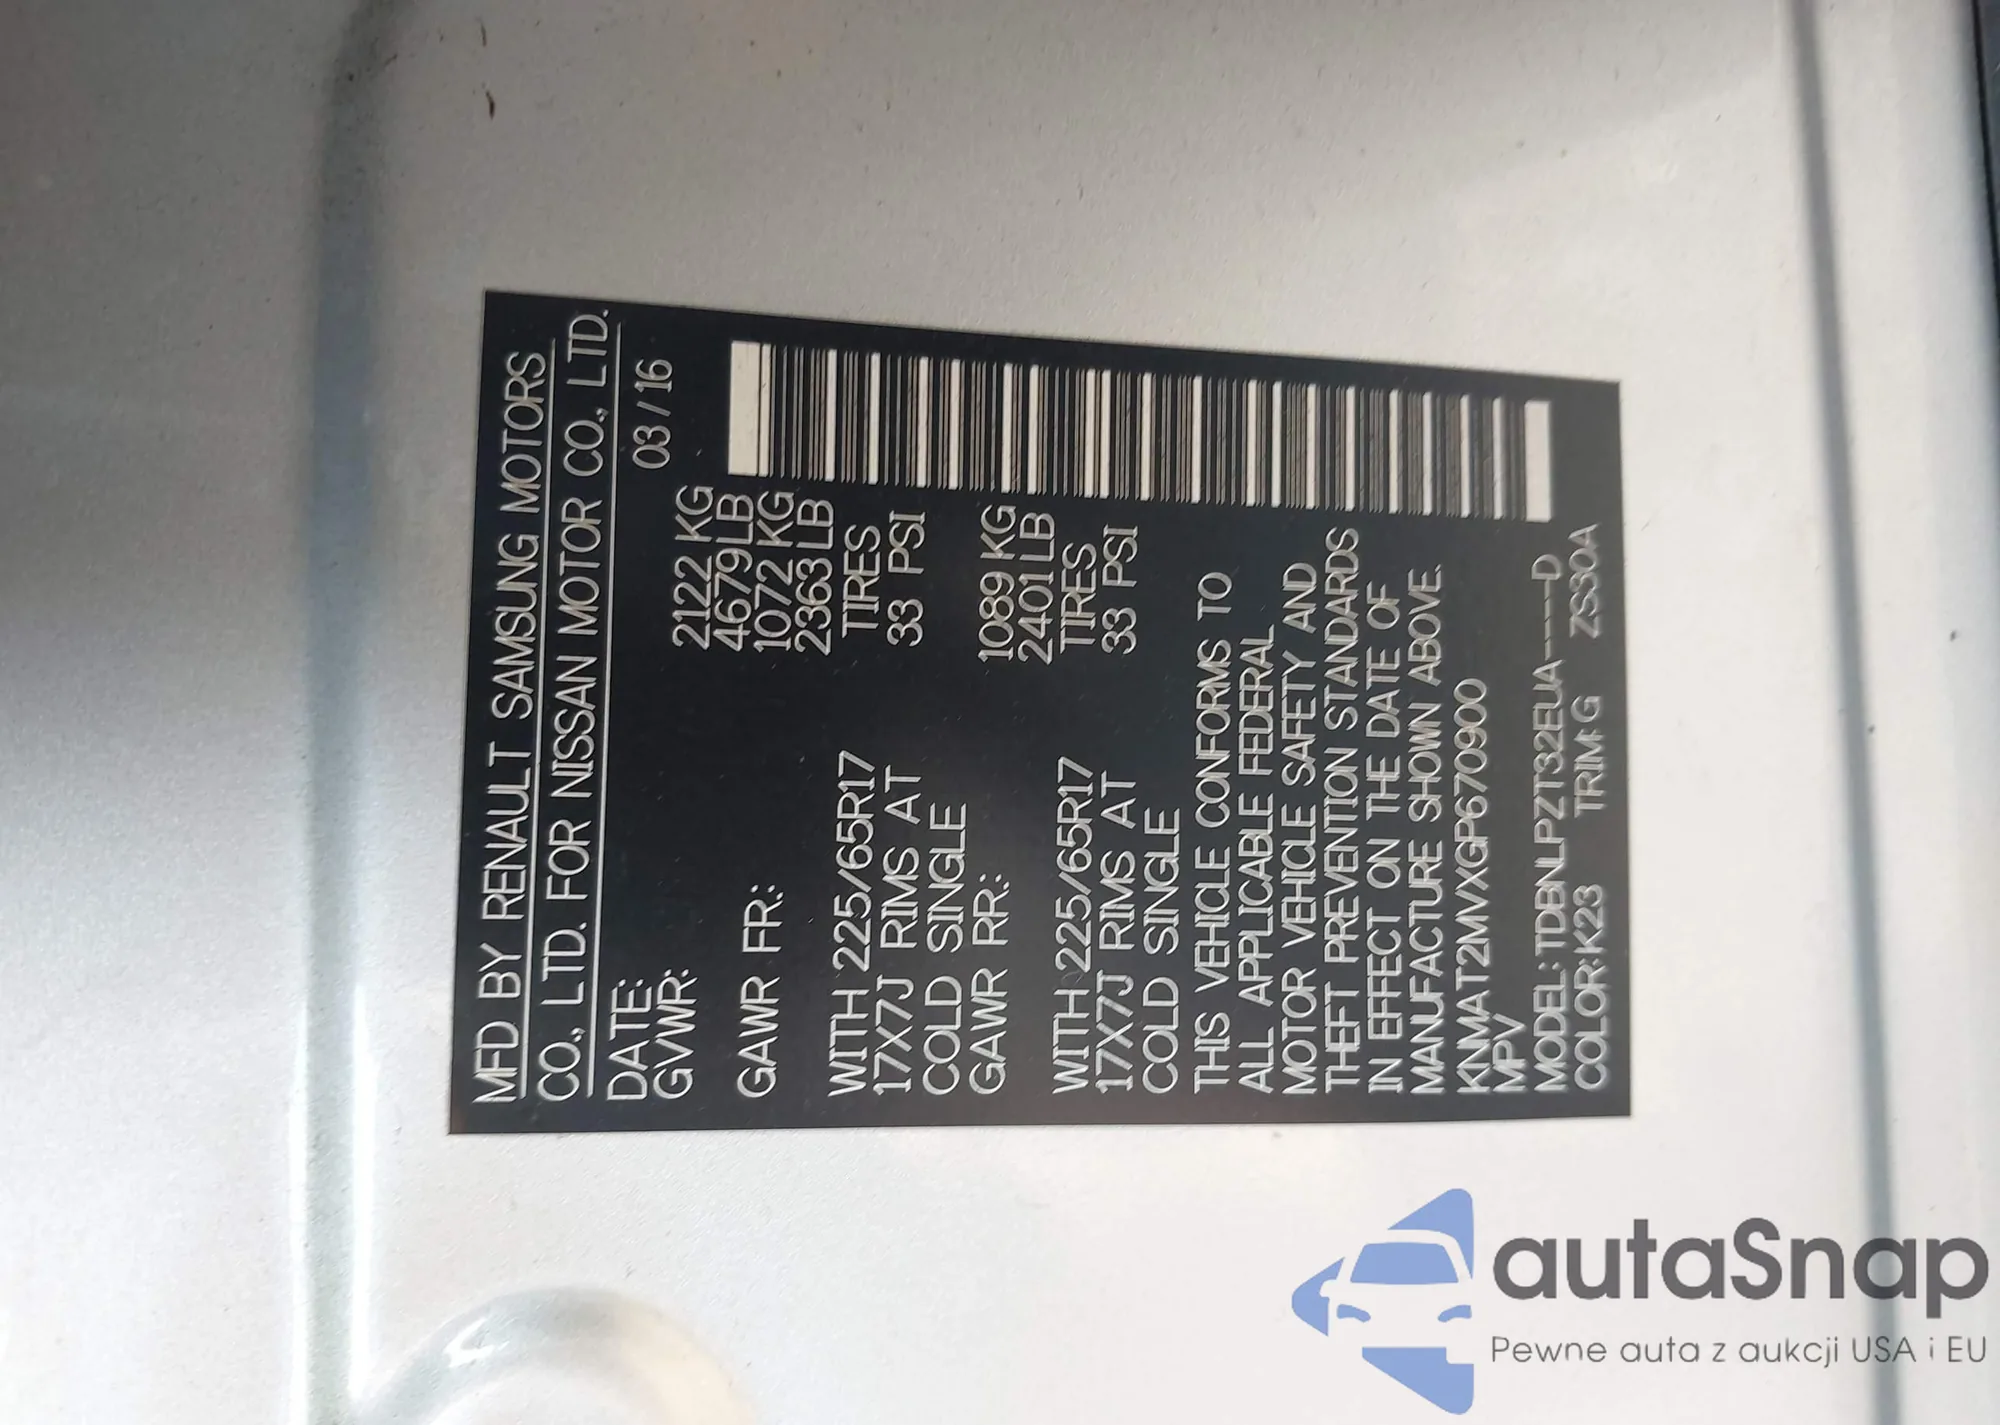 MFD BY RENAULT SAMSUNG MOTORS
CO., LTD. FOR NISSAN MOTOR CO., LTD.
DATE: 03/16
GVWR: 2122 KG
4679 LB
GAWR FR: 1072 KG
2363 LB
WITH 225/65R17 TIRES
17X7J RIMS AT 33 PSI
COLD SINGLE
GAWR RR: 1089 KG
2401 LB
WITH 225/65R17 TIRES
17X7J RIMS AT 33 PSI
COLD SINGLE
THIS VEHICLE CONFORMS TO
ALL APPLICABLE FEDERAL
MOTOR VEHICLE SAFETY AND
THEFT PREVENTION STANDARDS
IN EFFECT ON THE DATE OF
MANUFACTURE SHOWN ABOVE.
KNMAT2MVXGP670900
MPV
MODEL: TDBNLPZT32EUA-----D
COLOR: K23 TRIM: G ZS30A
autaSnap
Pewne auta z aukcji USA i EU